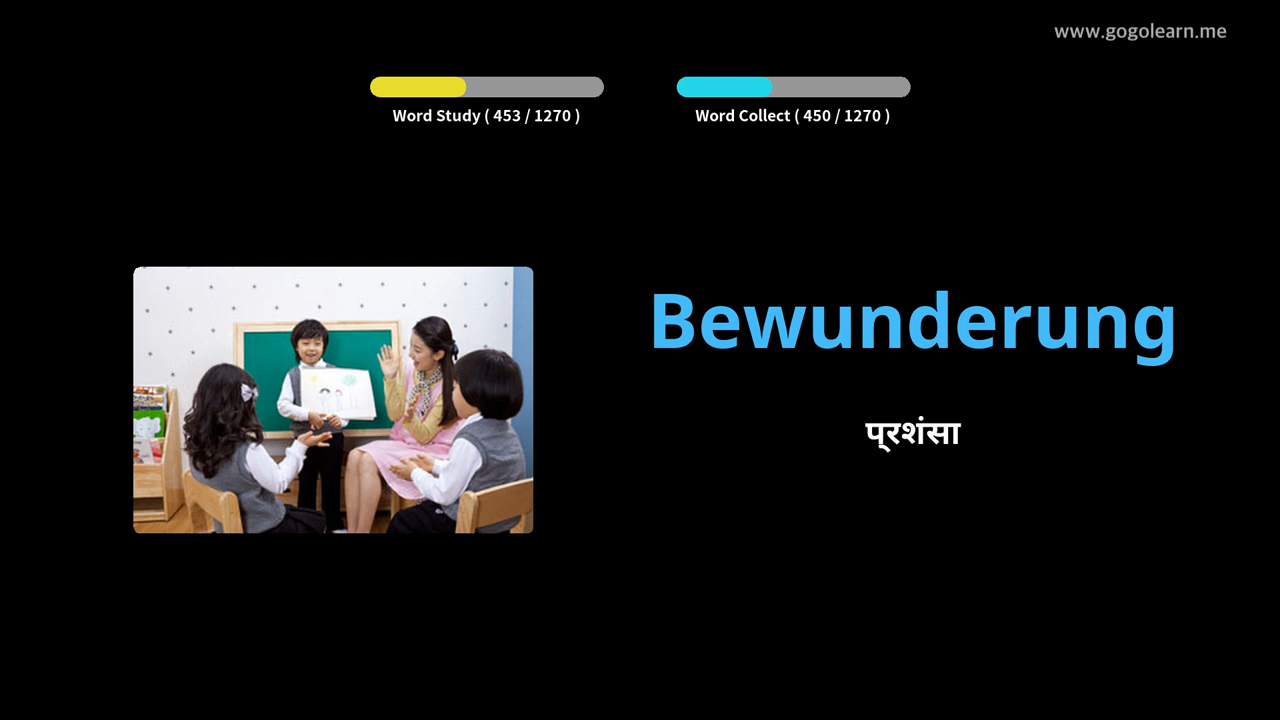 www.gogolearn.me
Word Study ( 453 / 1270 )
Word Collect ( 450 / 1270 )
Bewunderung
प्रशंसा